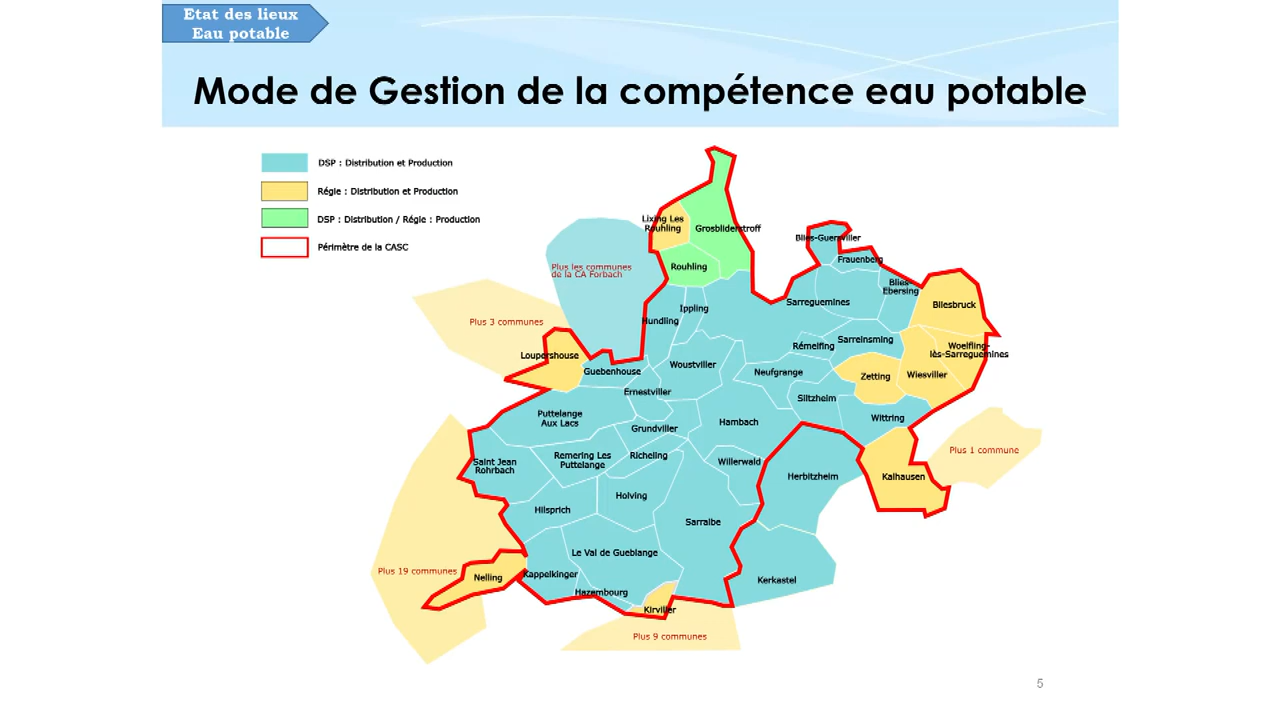 Etat des lieux
Eau potable
Mode de Gestion de la compétence eau potable
DSP : Distribution et Production
Régie : Distribution et Production
DSP : Distribution / Régie : Production
Périmètre de la CASC
Lixing Les
Rouhling
Grosbliderstroff
Rouhling
Blies-Guersviller
Frauenberg
Blies-
Ebersing
Bliesbruck
Plus les communes
de la CA Forbach
Sarreguemines
Ippling
Hundling
Plus 3 communes
Sarreinsming
Rémelfing
Woelfling-
lès-Sarreguemines
Loupershouse
Guebenhouse
Woustviller
Neufgrange
Zetting
Wiesviller
Ernestviller
Siltzheim
Puttelange
Aux Lacs
Wittring
Hambach
Grundviller
Plus 1 commune
Richeling
Remering Les
Puttelange
Willerwald
Saint Jean
Rohrbach
Herbitzheim
Kalhausen
Holving
Hilsprich
Sarralbe
Le Val de Gueblange
Plus 19 communes
Nelling
Kappelkinger
Kerkastel
Hazembourg
Kirviller
Plus 9 communes
5